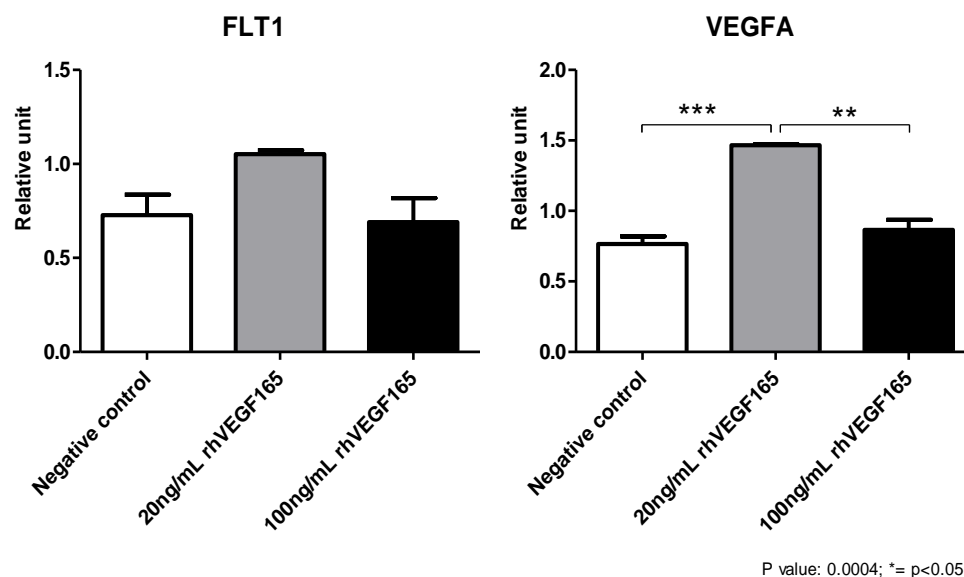 FLT1
Relative unit
1.5
1.0
0.5
0.0
Negative control
20ng/mL rhVEGF165
100ng/mL rhVEGF165
VEGFA
Relative unit
2.0
1.5
1.0
0.5
0.0
***
**
Negative control
20ng/mL rhVEGF165
100ng/mL rhVEGF165
P value: 0.0004; *= p<0.05